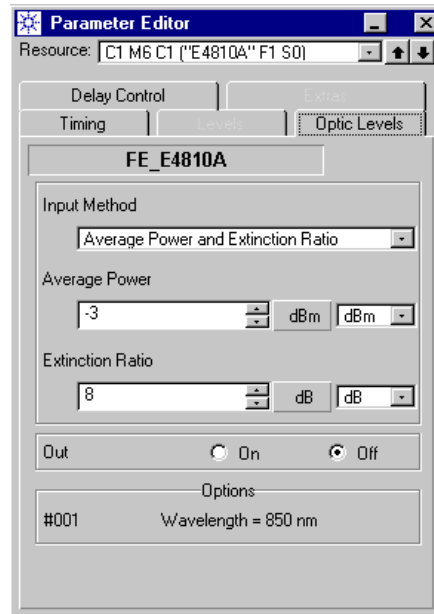 Parameter Editor
Resource: C1 M6 C1 ("E4810A" F1 S0)
Delay Control Extras
Timing Levels Optic Levels
FE_E4810A
Input Method
Average Power and Extinction Ratio
Average Power
-3 dBm dBm
Extinction Ratio
8 dB dB
Out On Off
Options
#001 Wavelength = 850 nm